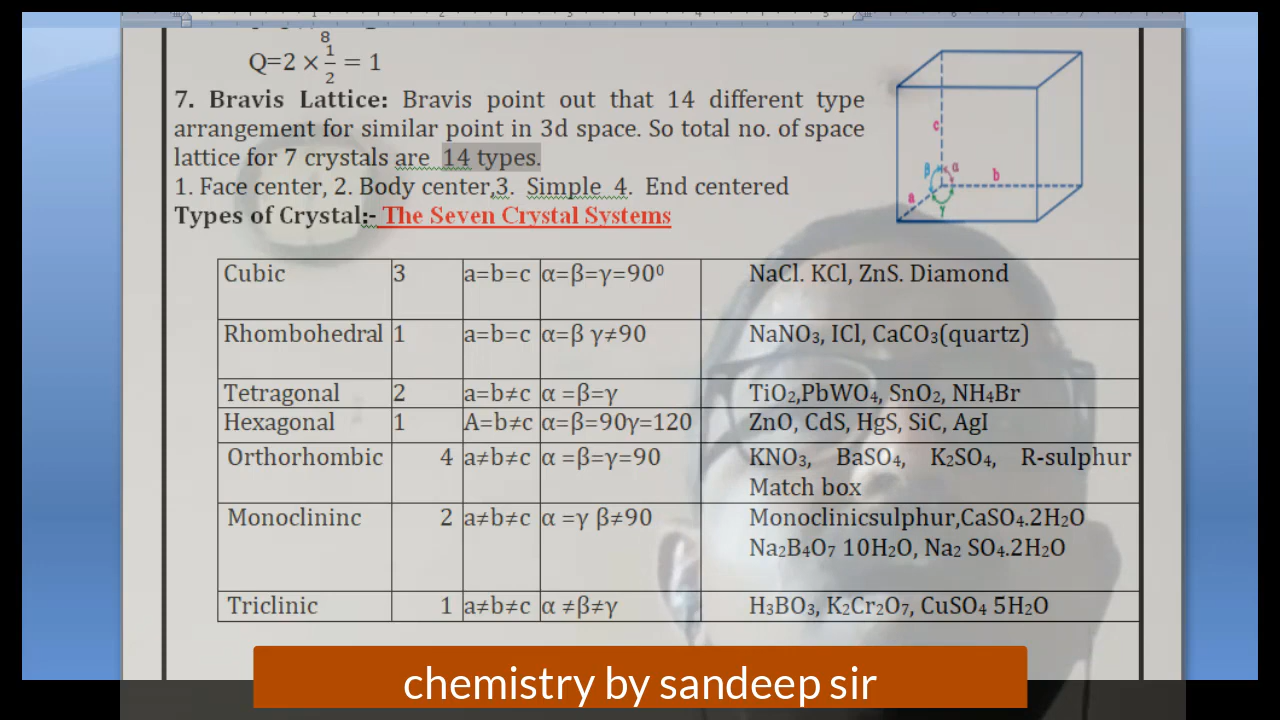 8
Q=2 × 1/2 = 1
7. Bravis Lattice: Bravis point out that 14 different type
arrangement for similar point in 3d space. So total no. of space
lattice for 7 crystals are 14 types.
1. Face center, 2. Body center,3. Simple 4. End centered
Types of Crystal:- The Seven Crystal Systems
c
β α
b
a
γ
Cubic 3 a=b=c α=β=γ=90⁰ NaCl. KCl, ZnS. Diamond
Rhombohedral 1 a=b=c α=β γ≠90 NaNO₃, ICl, CaCO₃(quartz)
Tetragonal 2 a=b≠c α =β=γ TiO₂,PbWO₄, SnO₂, NH₄Br
Hexagonal 1 A=b≠c α=β=90γ=120 ZnO, CdS, HgS, SiC, AgI
Orthorhombic 4 a≠b≠c α =β=γ=90 KNO₃, BaSO₄, K₂SO₄, R-sulphur
Match box
Monoclininc 2 a≠b≠c α =γ β≠90 Monoclinicsulphur,CaSO₄.2H₂O
Na₂B₄O₇ 10H₂O, Na₂ SO₄.2H₂O
Triclinic 1 a≠b≠c α ≠β≠γ H₃BO₃, K₂Cr₂O₇, CuSO₄ 5H₂O
chemistry by sandeep sir